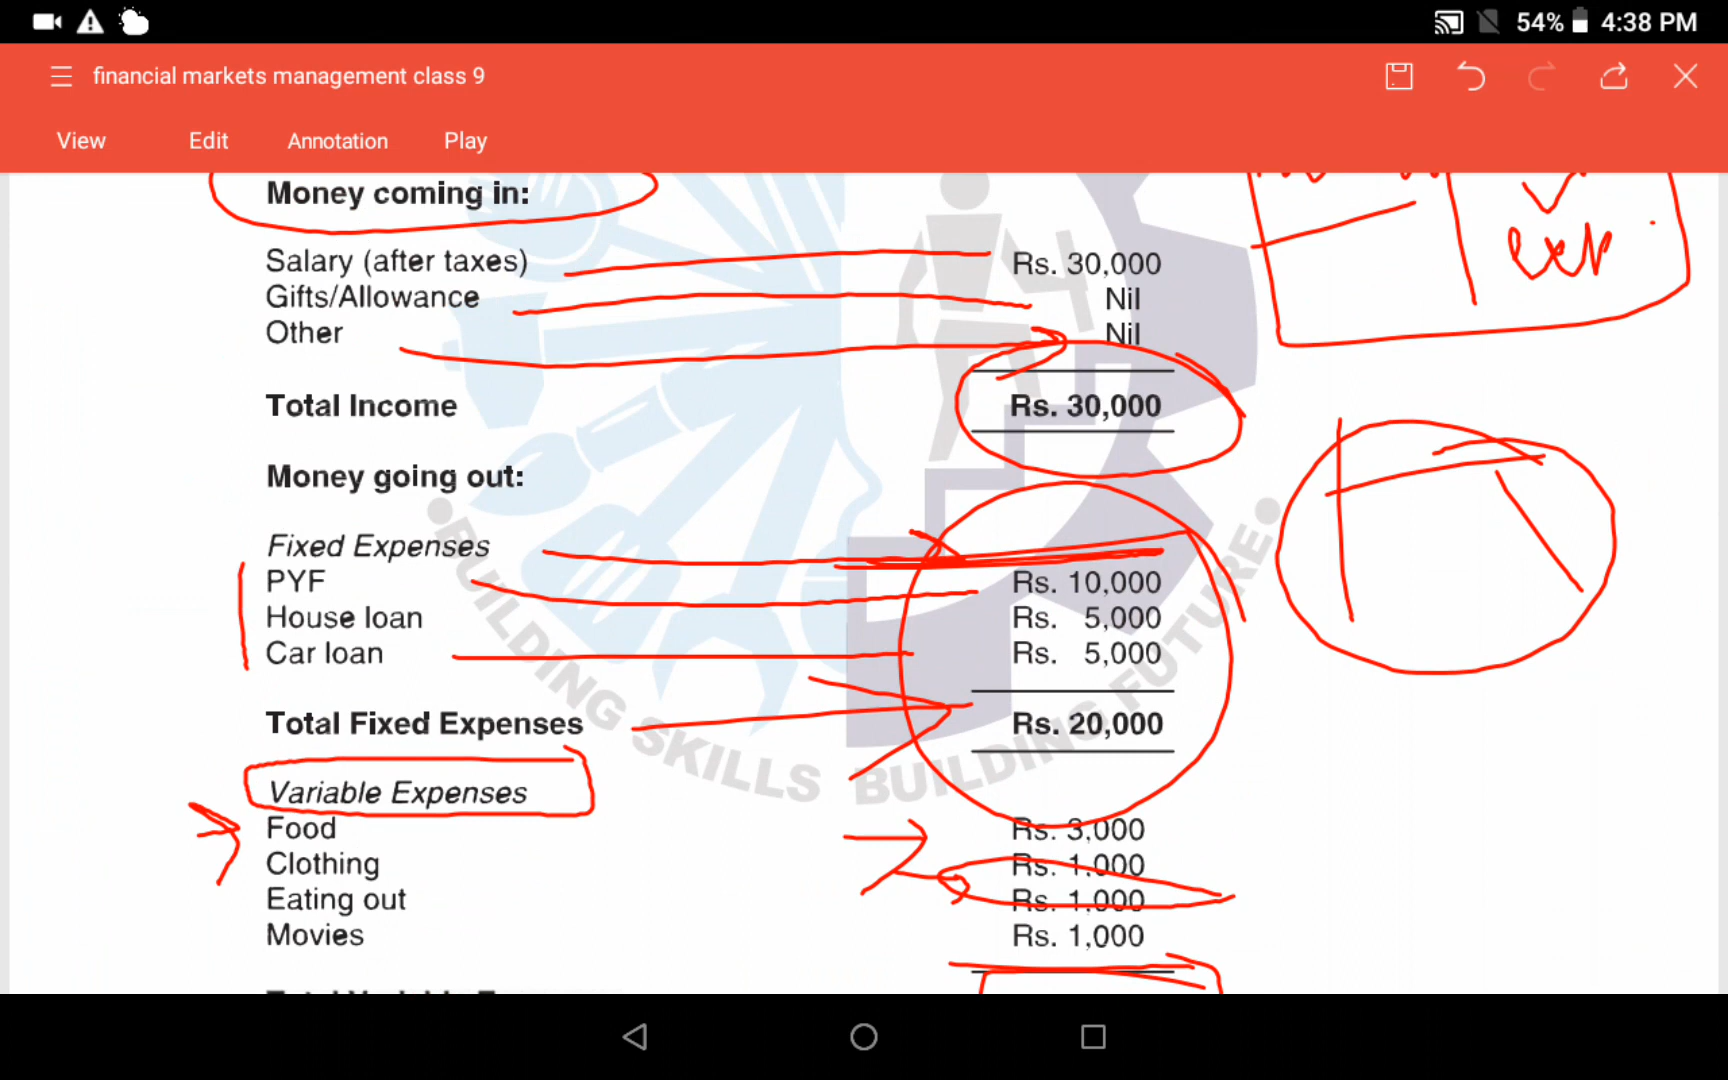 54% 4:38 PM
financial markets management class 9
View Edit Annotation Play
Money coming in:
Salary (after taxes) Rs. 30,000
Gifts/Allowance Nil
Other Nil
Total Income Rs. 30,000
Money going out:
Fixed Expenses
PYF Rs. 10,000
House loan Rs. 5,000
Car loan Rs. 5,000
Total Fixed Expenses Rs. 20,000
Variable Expenses
Food Rs. 3,000
Clothing Rs. 1,000
Eating out Rs. 1,000
Movies Rs. 1,000
BUILDING SKILLS BUILDING FUTURE